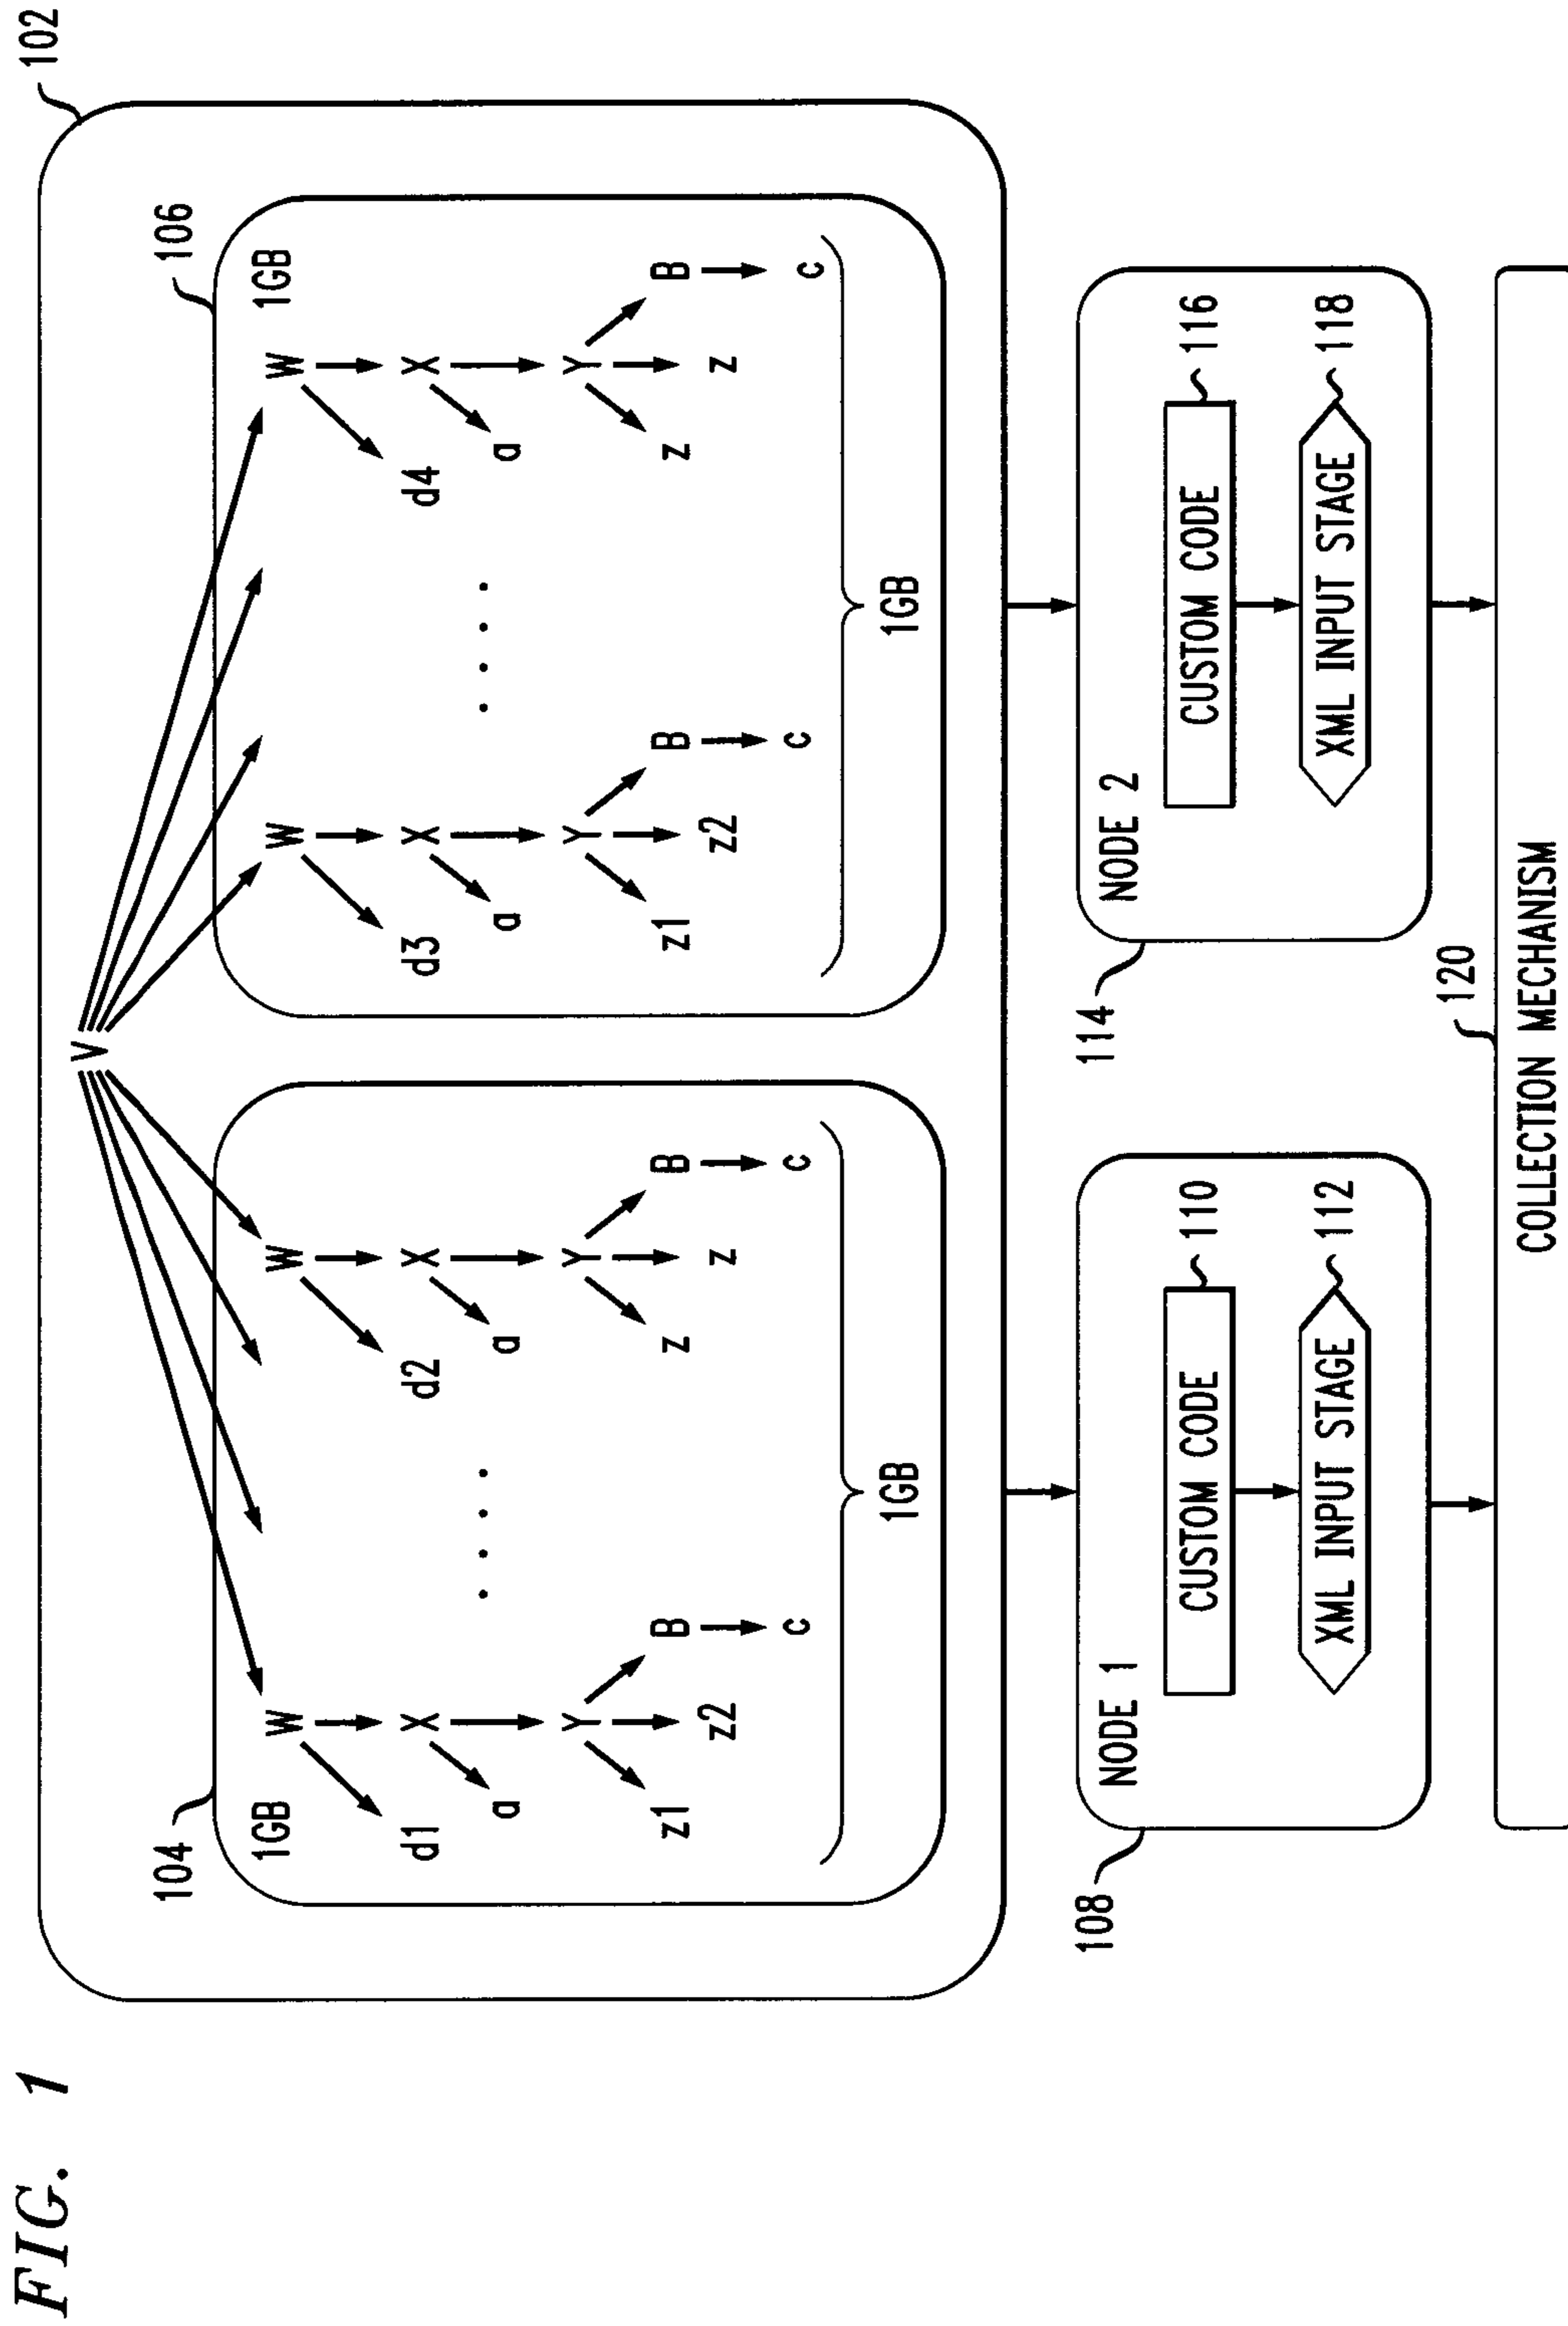 FIG. 1
102
V
104
106
1GB
W
W
W
W
1GB
d1
X
d2
X
d3
X
d4
X
a
a
a
a
. . . .
. . . .
Y
Y
Y
Y
z1
B
z
B
z1
B
z
B
z2
z
z2
z
c
c
c
c
1GB
1GB
108
NODE 1
114
NODE 2
CUSTOM CODE
110
CUSTOM CODE
116
XML INPUT STAGE
112
XML INPUT STAGE
118
120
COLLECTION MECHANISM